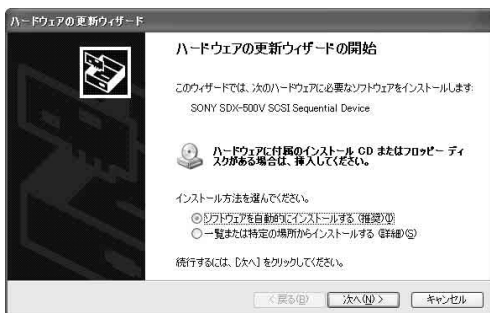 ハードウェアの更新ウィザード
ハードウェアの更新ウィザードの開始
このウィザードでは、次のハードウェアに必要なソフトウェアをインストールします:
SONY SDX-500V SCSI Sequential Device
ハードウェアに付属のインストール CD またはフロッピー ディ
スクがある場合は、挿入してください。
インストール方法を選んでください。
ソフトウェアを自動的にインストールする (推奨)(I)
一覧または特定の場所からインストールする (詳細)(S)
続行するには、[次へ] をクリックしてください。
< 戻る(B)
次へ(N) >
キャンセル